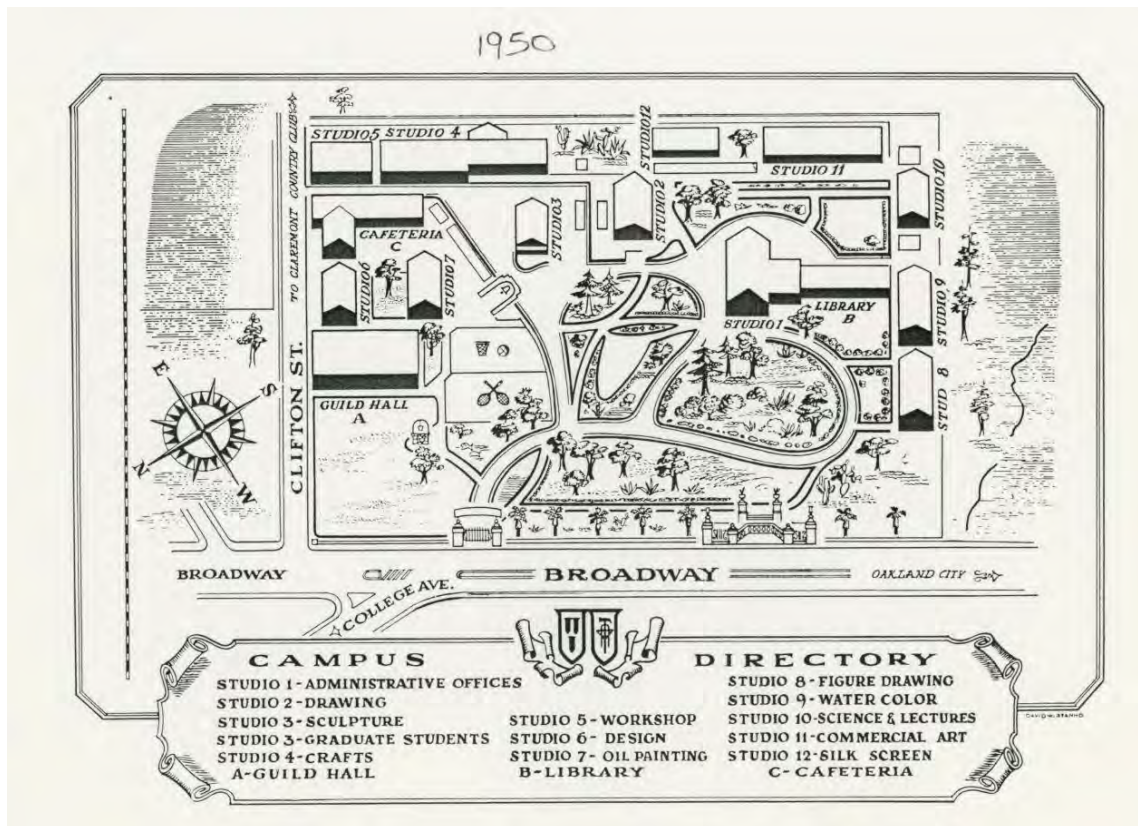 1950
STUDIO 5 STUDIO 4
STUDIO 12
STUDIO 11
STUDIO 10
TO CLAREMONT COUNTRY CLUB
STUDIO 3
STUDIO 2
CAFETERIA
C
STUDIO 6
STUDIO 7
STUDIO 1
LIBRARY
B
STUDIO 9
STUD 8
GUILD HALL
A
CLIFTON ST.
E
S
N
W
BROADWAY
BROADWAY
OAKLAND CITY
COLLEGE AVE.
CAMPUS DIRECTORY
STUDIO 1-ADMINISTRATIVE OFFICES
STUDIO 2-DRAWING
STUDIO 3-SCULPTURE
STUDIO 3-GRADUATE STUDENTS
STUDIO 4-CRAFTS
A-GUILD HALL
STUDIO 5-WORKSHOP
STUDIO 6- DESIGN
STUDIO 7- OIL PAINTING
B-LIBRARY
STUDIO 8-FIGURE DRAWING
STUDIO 9-WATER COLOR
STUDIO 10-SCIENCE & LECTURES
STUDIO 11-COMMERCIAL ART
STUDIO 12-SILK SCREEN
C-CAFETERIA